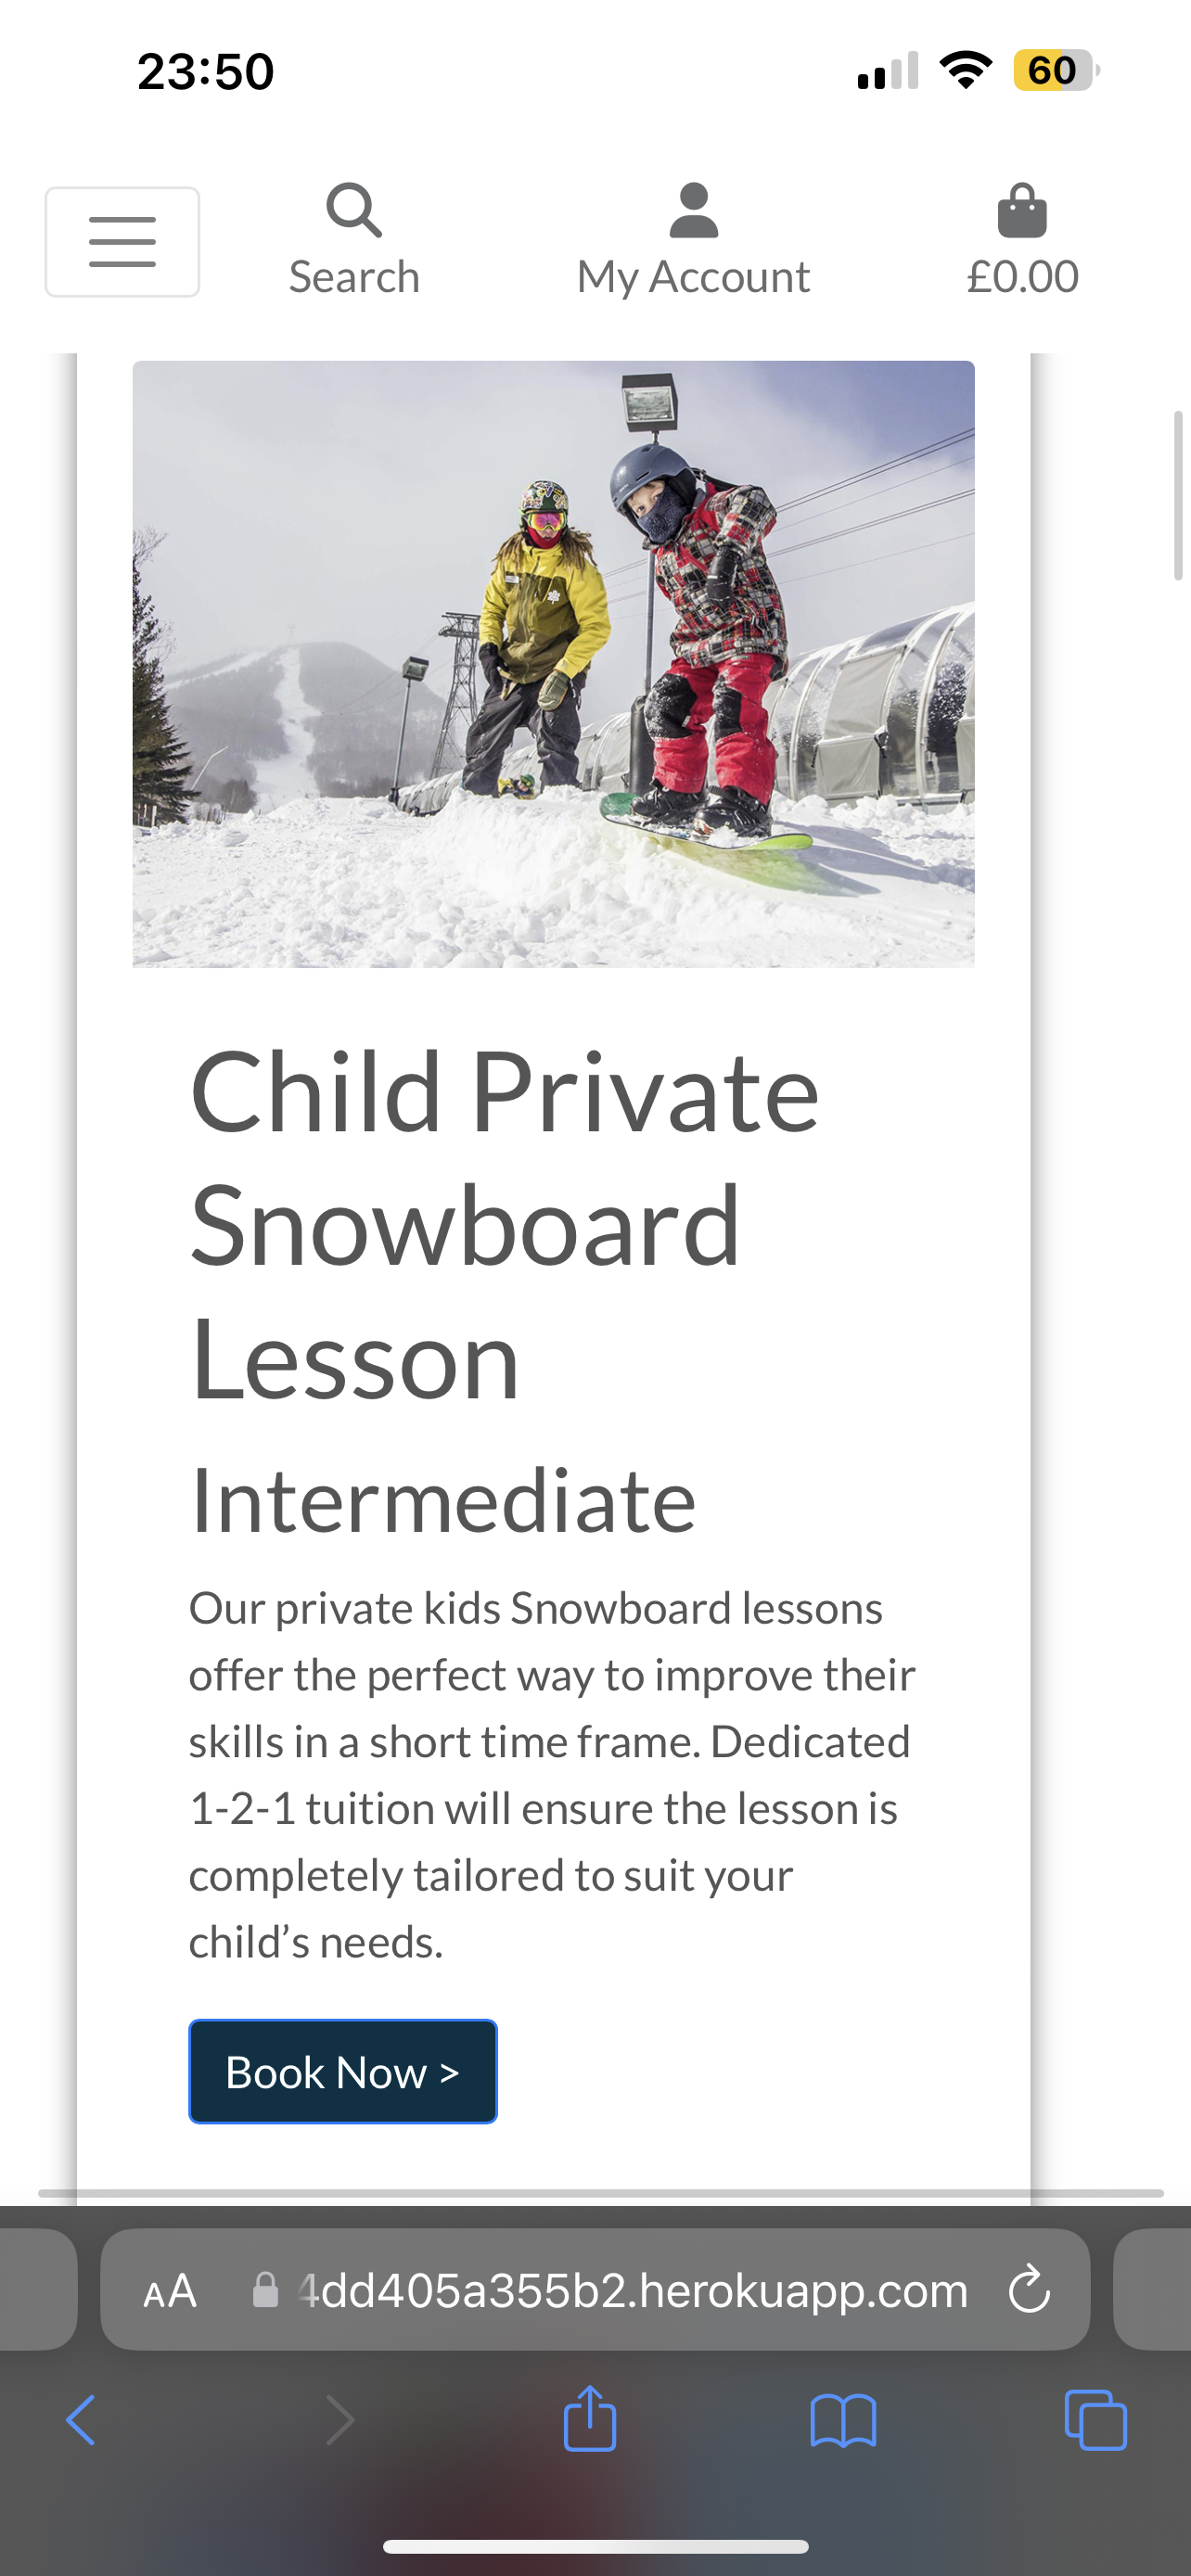 23:50
60
Search
My Account
£0.00
Child Private
Snowboard
Lesson
Intermediate
Our private kids Snowboard lessons
offer the perfect way to improve their
skills in a short time frame. Dedicated
1-2-1 tuition will ensure the lesson is
completely tailored to suit your
child’s needs.
Book Now >
AA
4dd405a355b2.herokuapp.com